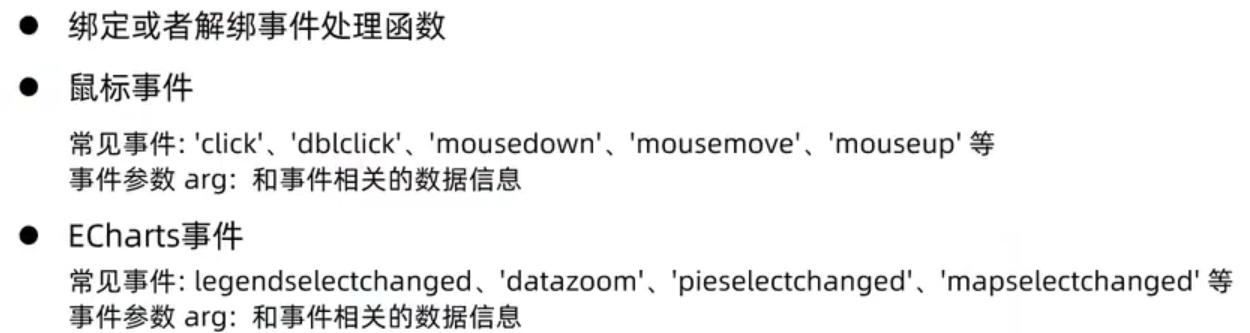 ● 绑定或者解绑事件处理函数
● 鼠标事件
常见事件: 'click'、'dblclick'、'mousedown'、'mousemove'、'mouseup' 等
事件参数 arg: 和事件相关的数据信息
● ECharts事件
常见事件: legendselectchanged、'datazoom'、'pieselectchanged'、'mapselectchanged' 等
事件参数 arg: 和事件相关的数据信息